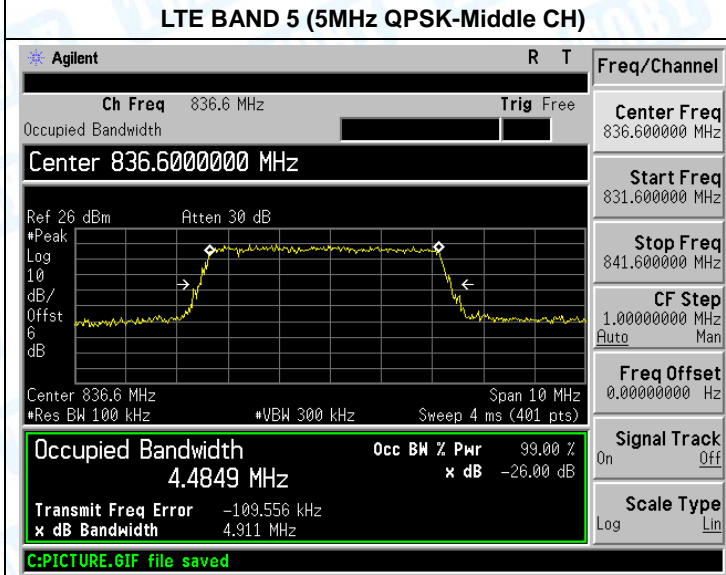 LTE BAND 5 (5MHz QPSK-Middle CH)
Agilent R T
Freq/Channel
Ch Freq 836.6 MHz Trig Free
Occupied Bandwidth
Center 836.6000000 MHz
Center Freq
836.600000 MHz
Start Freq
831.600000 MHz
Stop Freq
841.600000 MHz
CF Step
1.00000000 MHz
Auto Man
Freq Offset
0.00000000 Hz
Signal Track
On Off
Scale Type
Log Lin
Ref 26 dBm Atten 30 dB
#Peak
Log
10
dB/
Offst
6
dB
Center 836.6 MHz Span 10 MHz
#Res BW 100 kHz #VBW 300 kHz Sweep 4 ms (401 pts)
Occupied Bandwidth Occ BW % Pwr 99.00 %
4.4849 MHz x dB -26.00 dB
Transmit Freq Error -109.556 kHz
x dB Bandwidth 4.911 MHz
C:PICTURE.GIF file saved